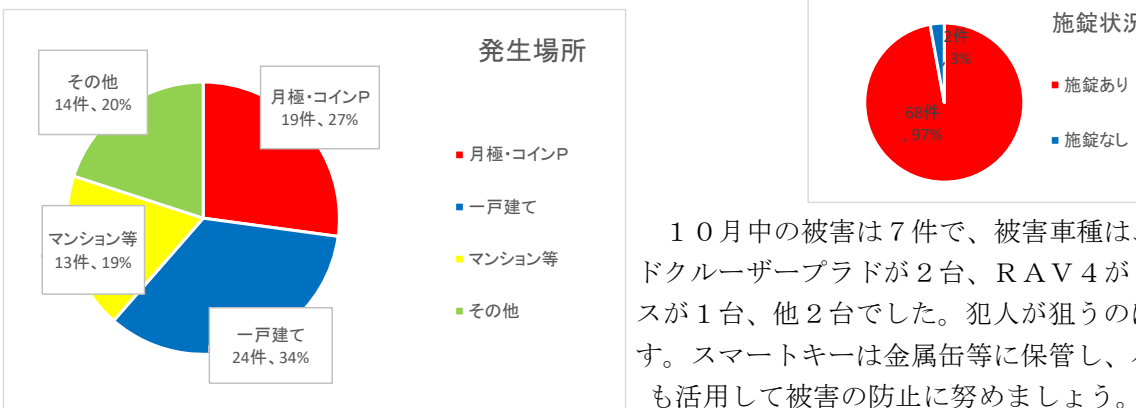 発生場所
その他
14件、20%
月極・コインP
19件、27%
マンション等
13件、19%
一戸建て
24件、34%
月極・コインP
一戸建て
マンション等
その他
施錠状況
2件
, 3%
68件
, 97%
施錠あり
施錠なし
１０月中の被害は７件で、被害車種は、
ドクルーザープラドが２台、ＲＡＶ４が
スが１台、他２台でした。犯人が狙うのは
す。スマートキーは金属缶等に保管し、
も活用して被害の防止に努めましょう。